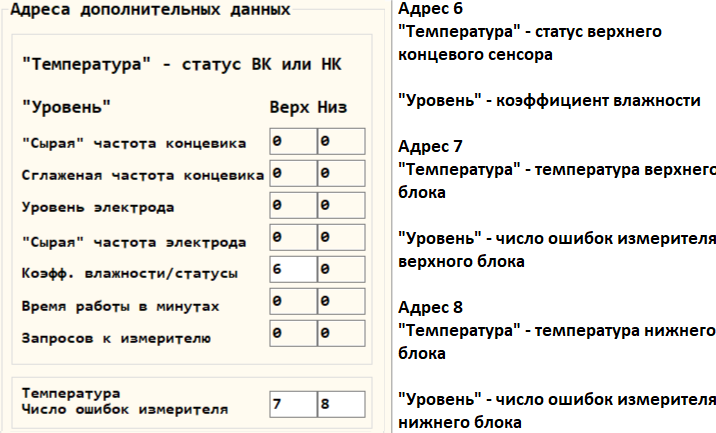 Адреса дополнительных данных
"Температура" - статус ВК или НК
"Уровень" Верх Низ
"Сырая" частота концевика 0 0
Сглаженая частота концевика 0 0
Уровень электрода 0 0
"Сырая" частота электрода 0 0
Коэфф. влажности/статусы 6 0
Время работы в минутах 0 0
Запросов к измерителю 0 0
Температура
Число ошибок измерителя 7 8
Адрес 6
"Температура" - статус верхнего
концевого сенсора
"Уровень" - коэффициент влажности
Адрес 7
"Температура" - температура верхнего
блока
"Уровень" - число ошибок измерителя
верхного блока
Адрес 8
"Температура" - температура нижнего
блока
"Уровень" - число ошибок измерителя
нижнего блока